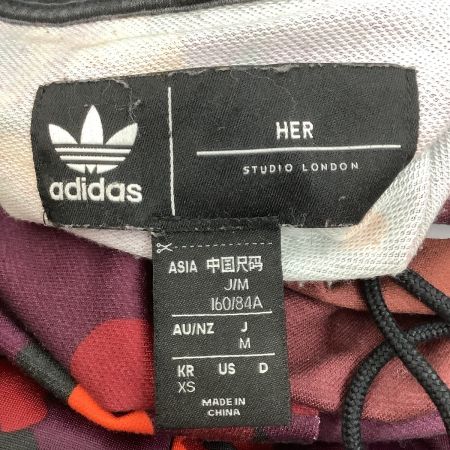 adidas
HER
STUDIO LONDON
ASIA 中国尺码
J/M
160/84A
AU/NZ J
M
KR US D
XS
MADE IN
CHINA